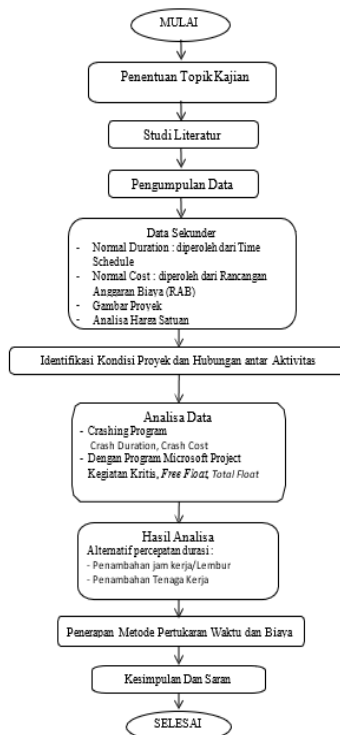 MULAI
Penentuan Topik Kajian
Studi Literatur
Pengumpulan Data
Data Sekunder
- Normal Duration : diperoleh dari Time
Schedule
- Normal Cost : diperoleh dari Rancangan
Anggaran Biaya (RAB)
- Gambar Proyek
- Analisa Harga Satuan
Identifikasi Kondisi Proyek dan Hubungan antar Aktivitas
Analisa Data
- Crashing Program
Crash Duration, Crash Cost
- Dengan Program Microsoft Project
Kegiatan Kritis, Free Float, Total Float
Hasil Analisa
Alternatif percepatan durasi :
- Penambahan jam kerja/Lembur
- Penambahan Tenaga Kerja
Penerapan Metode Pertukaran Waktu dan Biaya
Kesimpulan Dan Saran
SELESAI